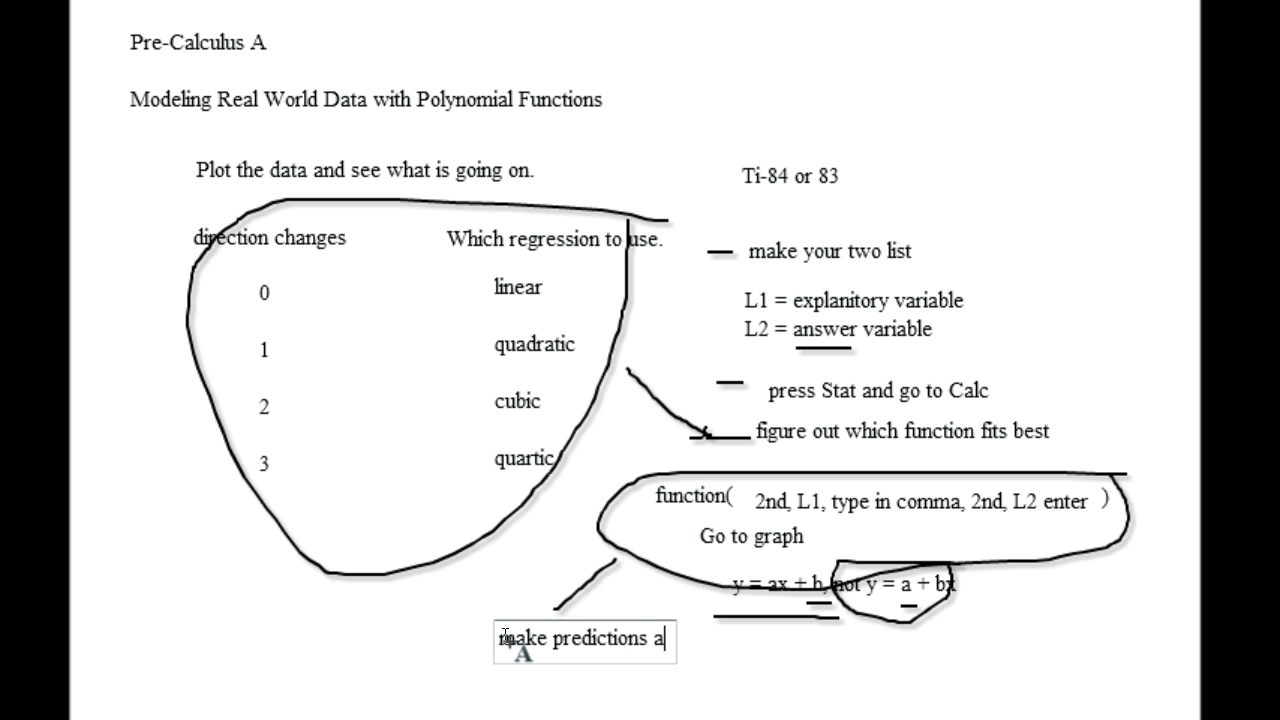 Pre-Calculus A
Modeling Real World Data with Polynomial Functions
Plot the data and see what is going on.
direction changes Which regression to use.
0 linear
1 quadratic
2 cubic
3 quartic
Ti-84 or 83
make your two list
L1 = explanitory variable
L2 = answer variable
press Stat and go to Calc
figure out which function fits best
function( 2nd, L1, type in comma, 2nd, L2 enter )
Go to graph
y = ax + b, not y = a + bx
make predictions a
A